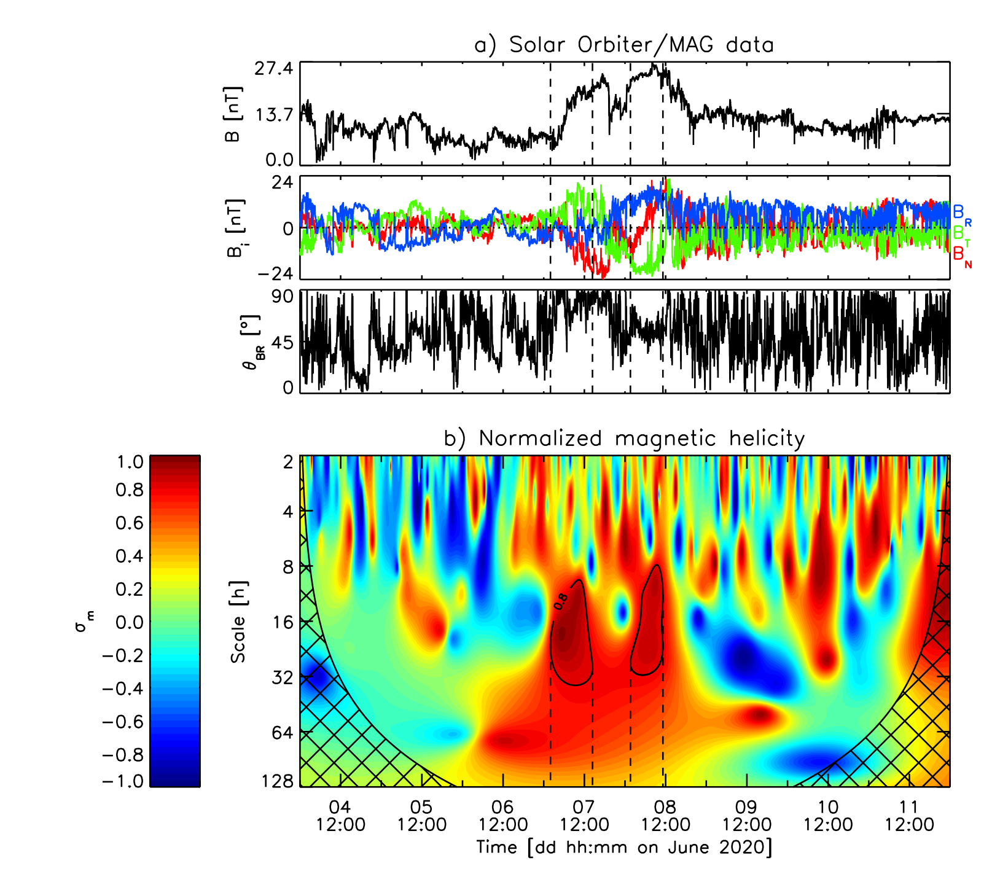 a) Solar Orbiter/MAG data
27.4
13.7
0.0
B [nT]
24
0
−24
B_i [nT]
B_R
B_T
B_N
90
45
0
θ_BR [°]
b) Normalized magnetic helicity
1.0
0.8
0.6
0.4
0.2
0.0
−0.2
−0.4
−0.6
−0.8
−1.0
σ_m
2
4
8
16
32
64
128
Scale [h]
0.8
04 05 06 07 08 09 10 11
12:00 12:00 12:00 12:00 12:00 12:00 12:00 12:00
Time [dd hh:mm on June 2020]